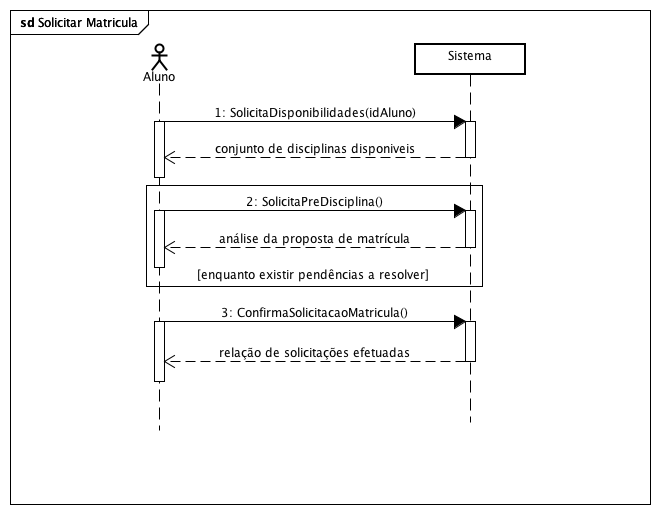 sd Solicitar Matricula
Aluno
Sistema
1: SolicitaDisponibilidades(idAluno)
conjunto de disciplinas disponiveis
2: SolicitaPreDisciplina()
análise da proposta de matrícula
[enquanto existir pendências a resolver]
3: ConfirmaSolicitacaoMatricula()
relação de solicitações efetuadas